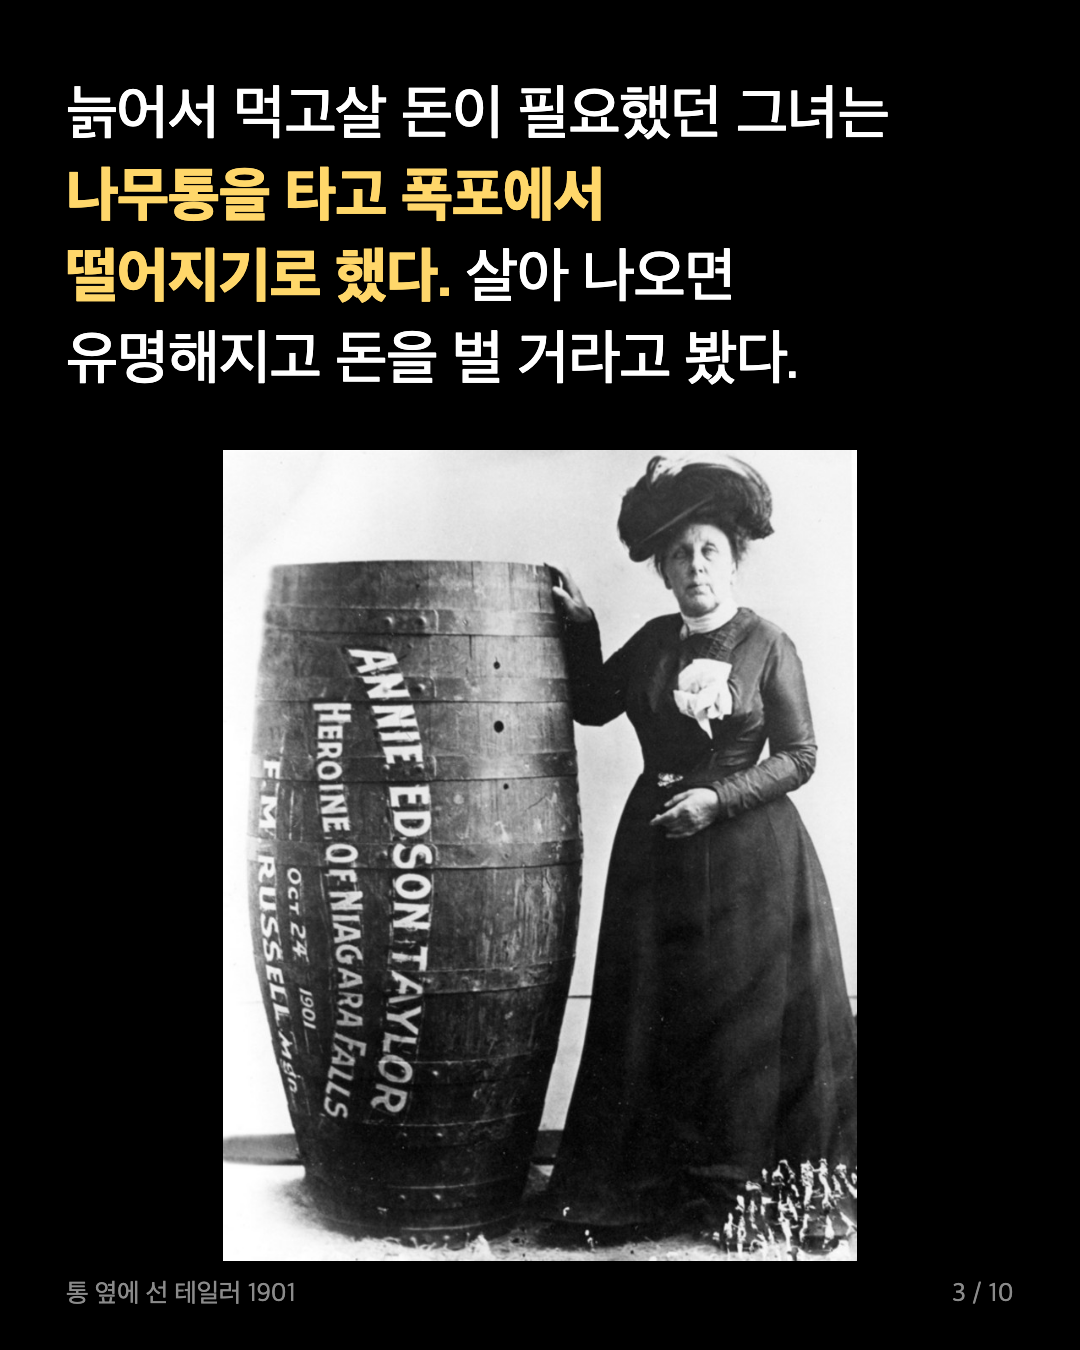 늙어서 먹고살 돈이 필요했던 그녀는
나무통을 타고 폭포에서
떨어지기로 했다. 살아 나오면
유명해지고 돈을 벌 거라고 봤다.
ANNIE EDSON TAYLOR
HEROINE OF NIAGARA FALLS
OCT 24 1901
F.M. RUSSELL Mgr.
통 옆에 선 테일러 1901
3 / 10